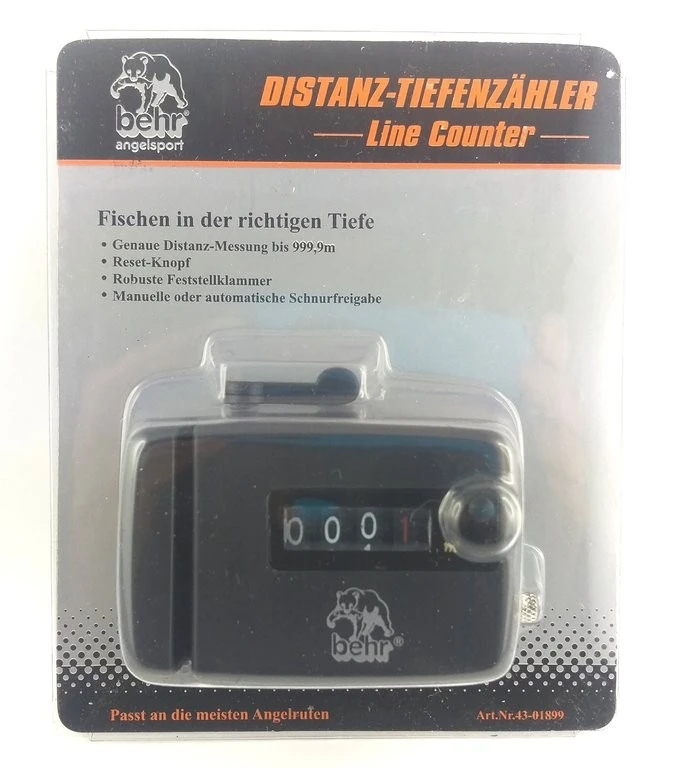 behr®
angelsport
DISTANZ-TIEFENZÄHLER
Line Counter
Fischen in der richtigen Tiefe
• Genaue Distanz-Messung bis 999,9m
• Reset-Knopf
• Robuste Feststellklammer
• Manuelle oder automatische Schnurfreigabe
0 0 0 1
m
behr®
Passt an die meisten Angelruten
Art.Nr.43-01899